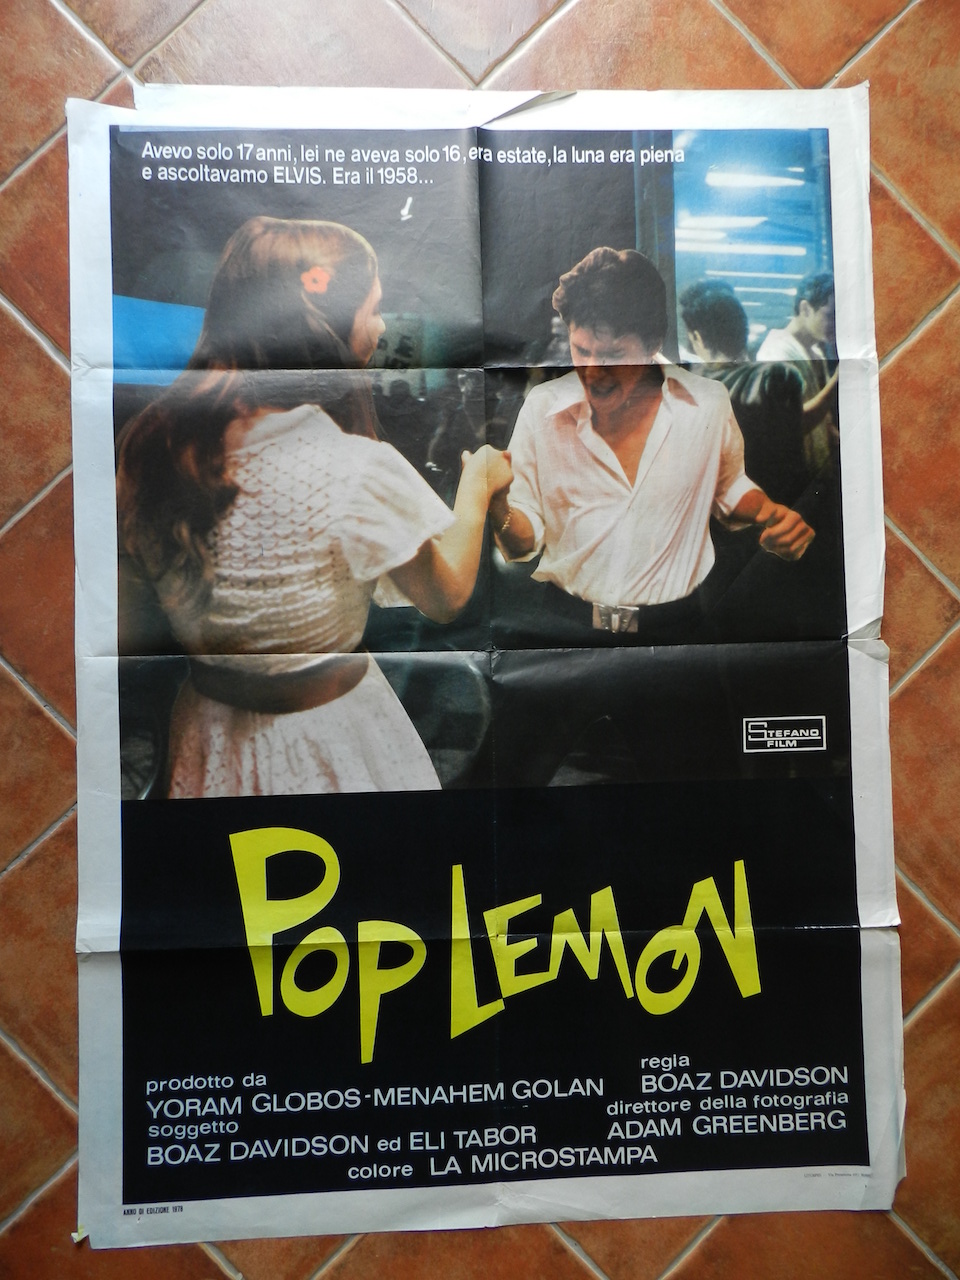 Avevo solo 17 anni, lei ne aveva solo 16, era estate, la luna era piena
e ascoltavamo ELVIS. Era il 1958...
STEFANO
FILM
POP LEMON
prodotto da
YORAM GLOBOS-MENAHEM GOLAN
soggetto
BOAZ DAVIDSON ed ELI TABOR
regia
BOAZ DAVIDSON
direttore della fotografia
ADAM GREENBERG
colore LA MICROSTAMPA
ANNO DI EDIZIONE 1978